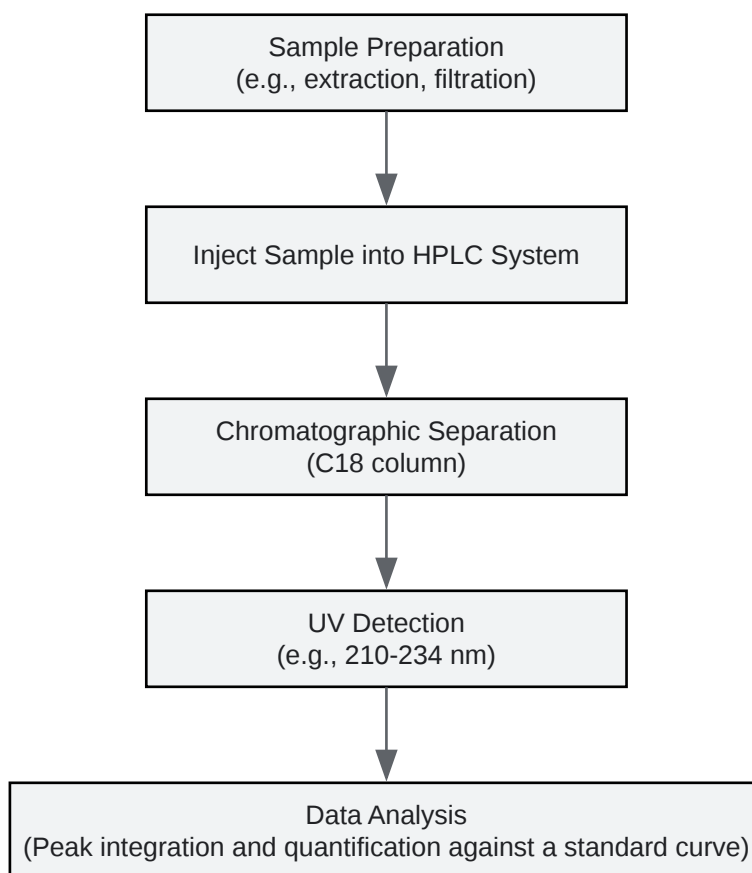 Sample Preparation
(e.g., extraction, filtration)
Inject Sample into HPLC System
Chromatographic Separation
(C18 column)
UV Detection
(e.g., 210-234 nm)
Data Analysis
(Peak integration and quantification against a standard curve)